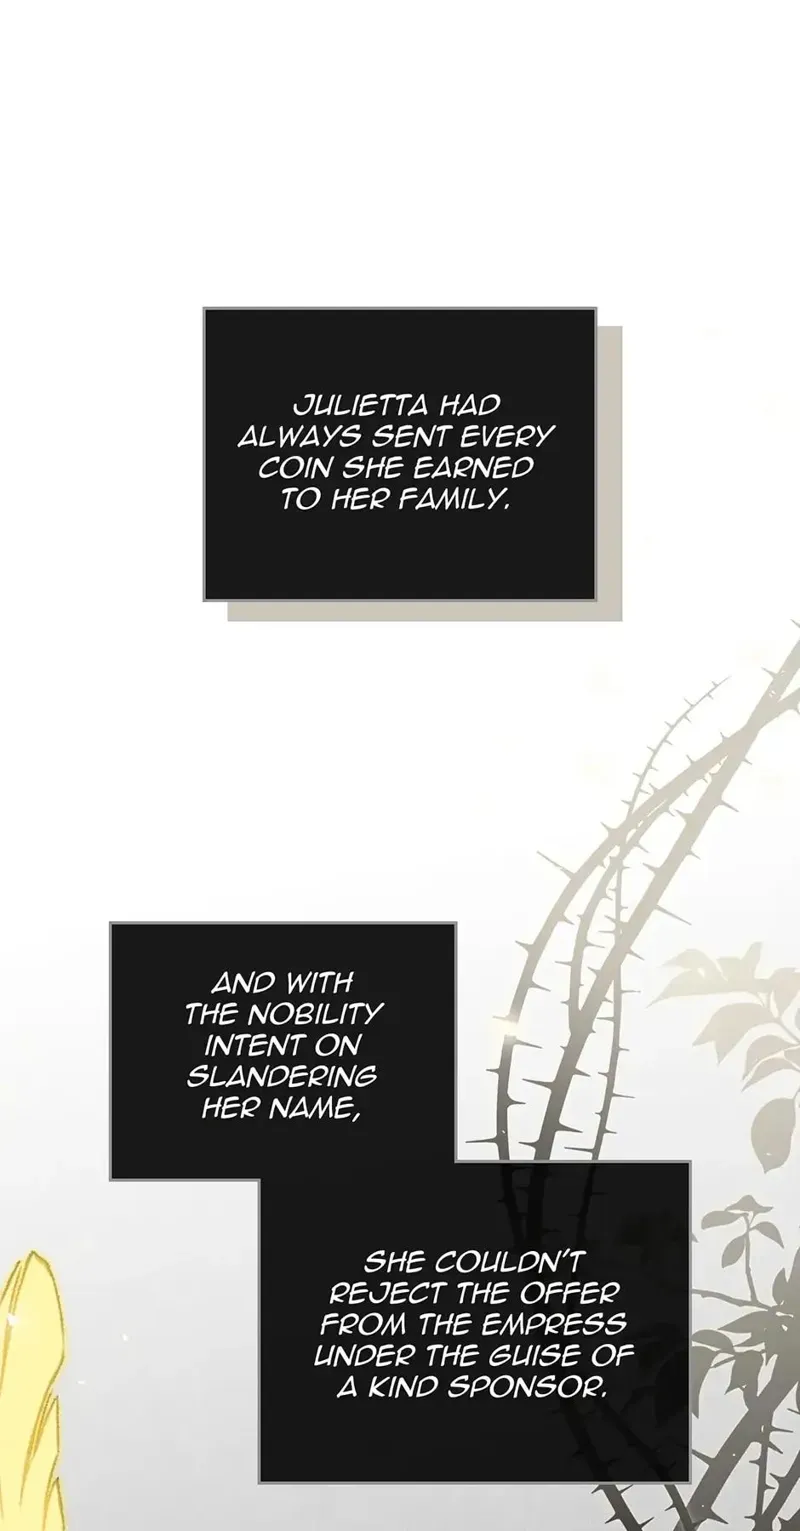 JULIETTA HAD
ALWAYS SENT EVERY
COIN SHE EARNED
TO HER FAMILY.
AND WITH
THE NOBILITY
INTENT ON
SLANDERING
HER NAME,
SHE COULDN'T
REJECT THE OFFER
FROM THE EMPRESS
UNDER THE GUISE OF
A KIND SPONSOR.